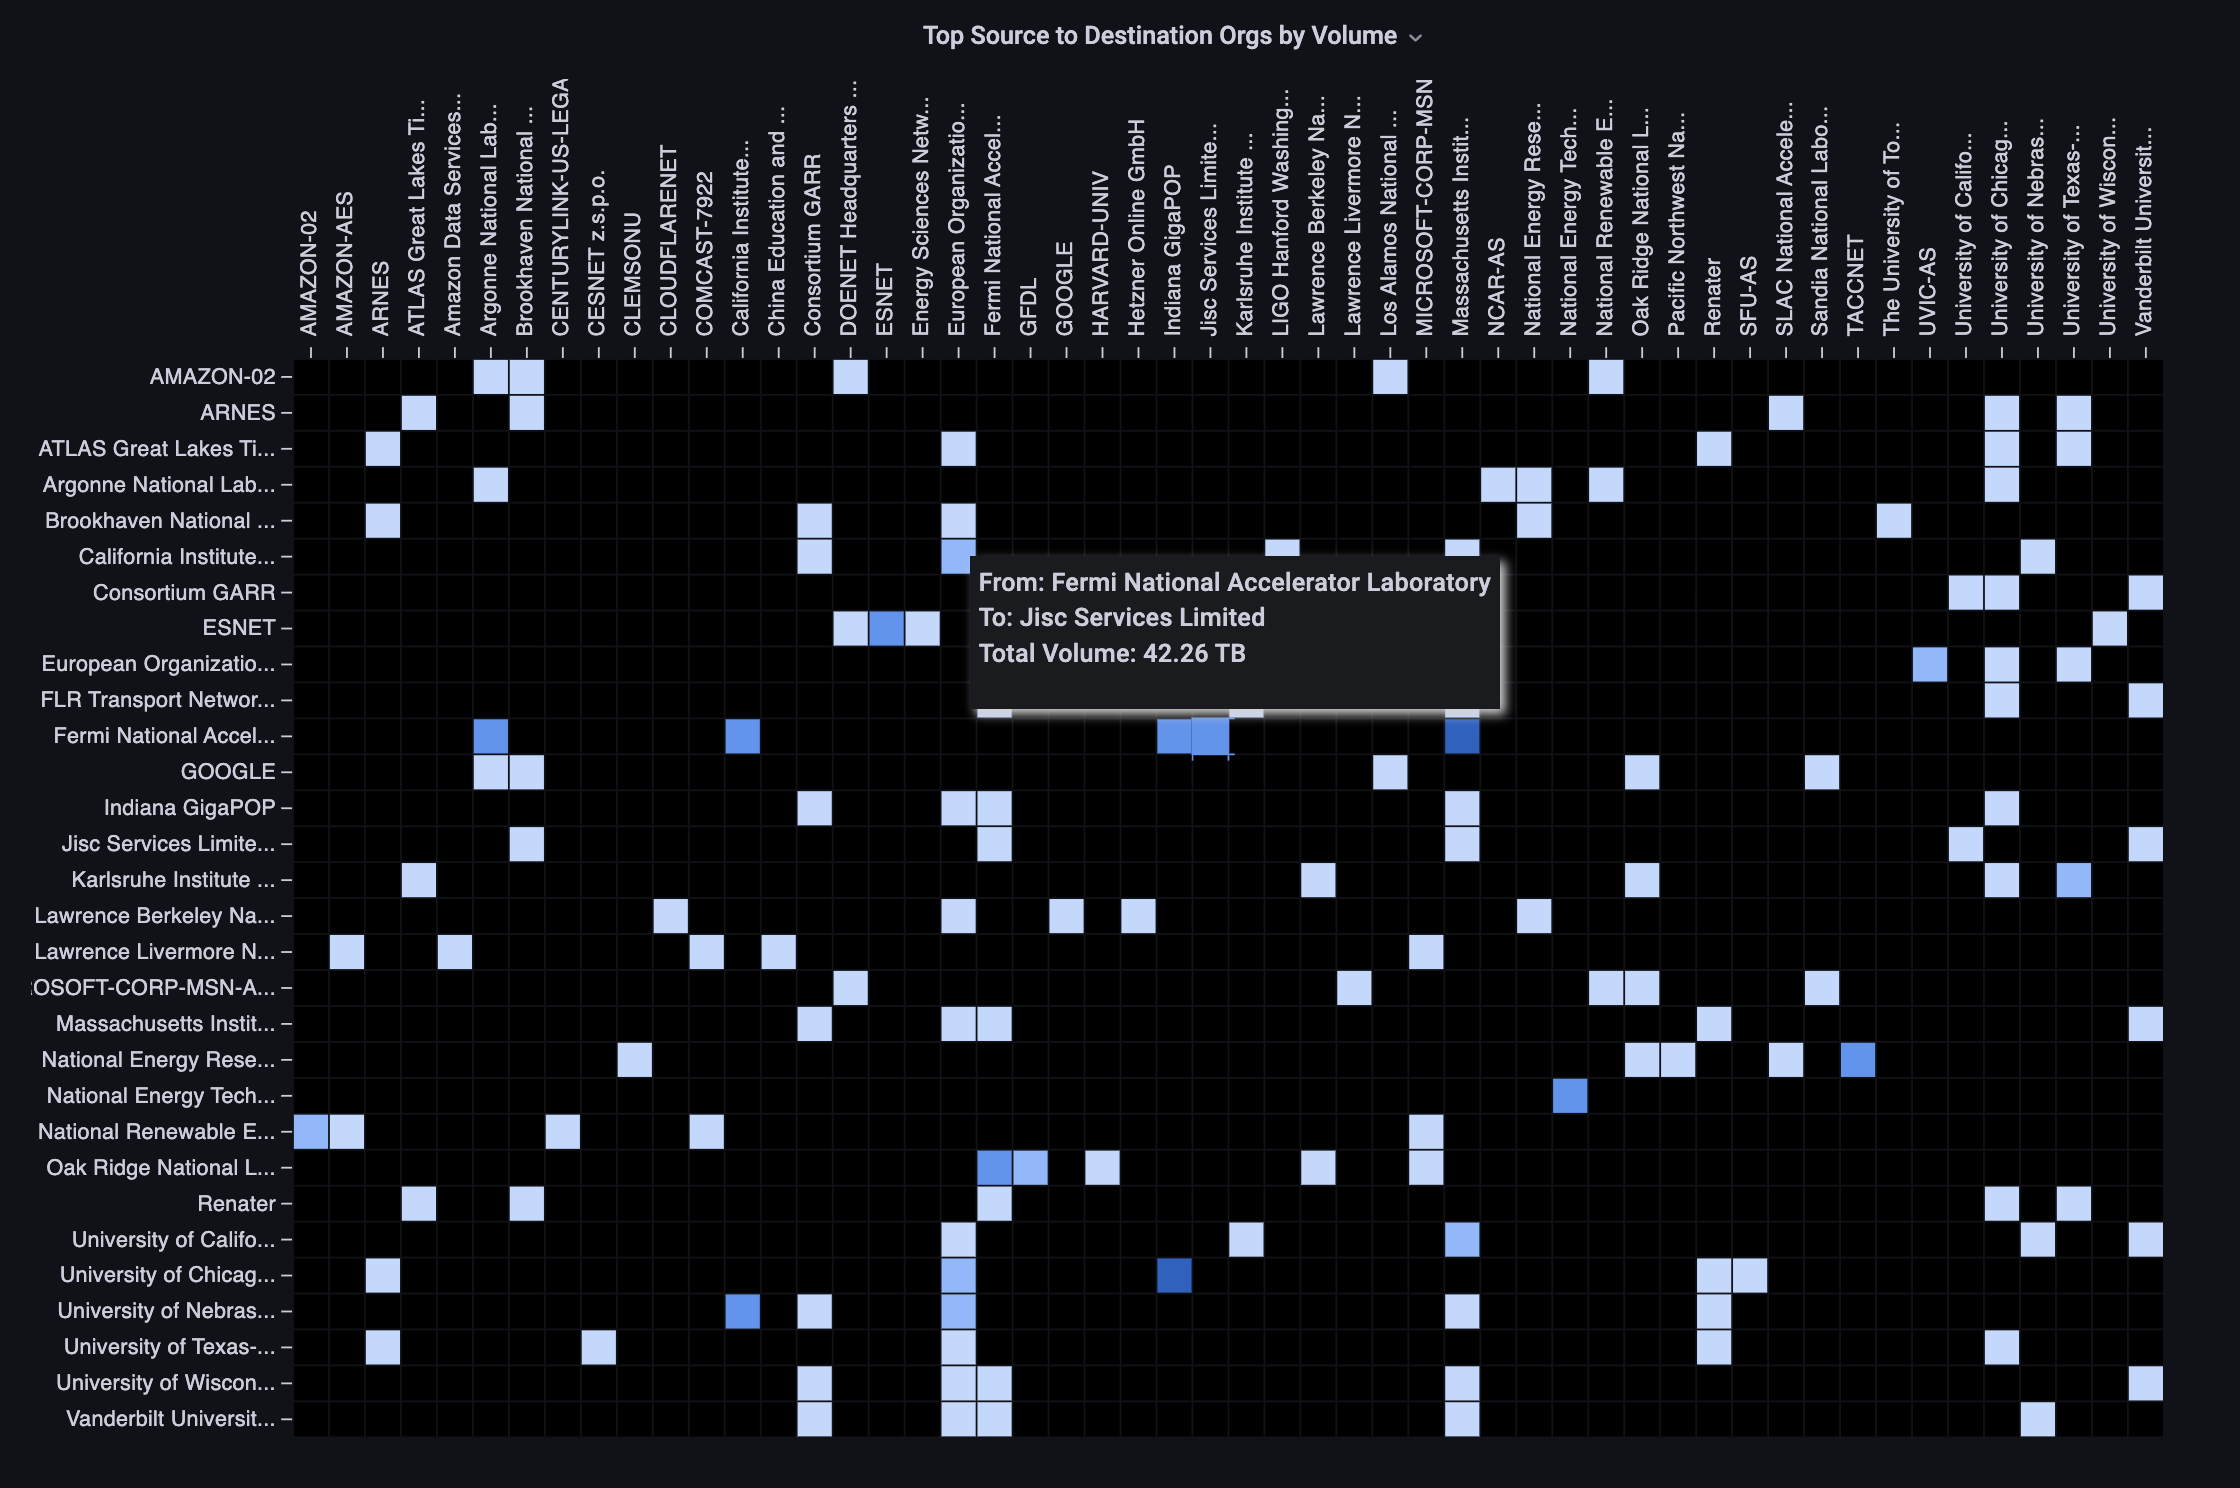 Top Source to Destination Orgs by Volume
AMAZON-02
AMAZON-AES
ARNES
ATLAS Great Lakes Ti...
Amazon Data Services...
Argonne National Lab...
Brookhaven National ...
CENTURYLINK-US-LEGA
CESNET z.s.p.o.
CLEMSONU
CLOUDFLARENET
COMCAST-7922
California Institute...
China Education and ...
Consortium GARR
DOENET Headquarters ...
ESNET
Energy Sciences Netw...
European Organizatio...
Fermi National Accel...
GFDL
GOOGLE
HARVARD-UNIV
Hetzner Online GmbH
Indiana GigaPOP
Jisc Services Limite...
Karlsruhe Institute ...
LIGO Hanford Washing...
Lawrence Berkeley Na...
Lawrence Livermore N...
Los Alamos National ...
MICROSOFT-CORP-MSN
Massachusetts Instit...
NCAR-AS
National Energy Rese...
National Energy Tech...
National Renewable E...
Oak Ridge National L...
Pacific Northwest Na...
Renater
SFU-AS
SLAC National Accele...
Sandia National Labo...
TACCNET
The University of To...
UVIC-AS
University of Califo...
University of Chicag...
University of Nebras...
University of Texas-...
University of Wiscon...
Vanderbilt Universit...
AMAZON-02
ARNES
ATLAS Great Lakes Ti...
Argonne National Lab...
Brookhaven National ...
California Institute...
Consortium GARR
ESNET
European Organizatio...
FLR Transport Networ...
Fermi National Accel...
GOOGLE
Indiana GigaPOP
Jisc Services Limite...
Karlsruhe Institute ...
Lawrence Berkeley Na...
Lawrence Livermore N...
OSOFT-CORP-MSN-A...
Massachusetts Instit...
National Energy Rese...
National Energy Tech...
National Renewable E...
Oak Ridge National L...
Renater
University of Califo...
University of Chicag...
University of Nebras...
University of Texas-...
University of Wiscon...
Vanderbilt Universit...
From: Fermi National Accelerator Laboratory
To: Jisc Services Limited
Total Volume: 42.26 TB